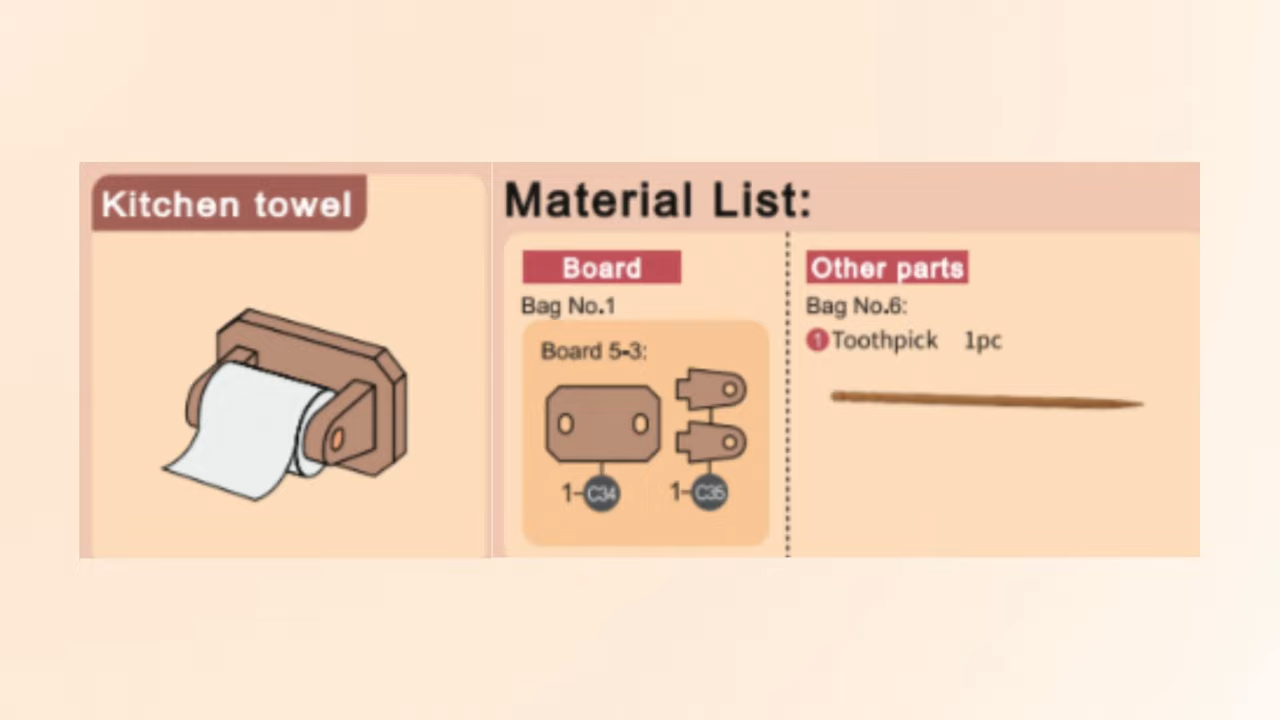 Kitchen towel
Material List:
Board
Bag No.1
Board 5-3:
1-C34
1-C35
Other parts
Bag No.6:
1 Toothpick 1pc